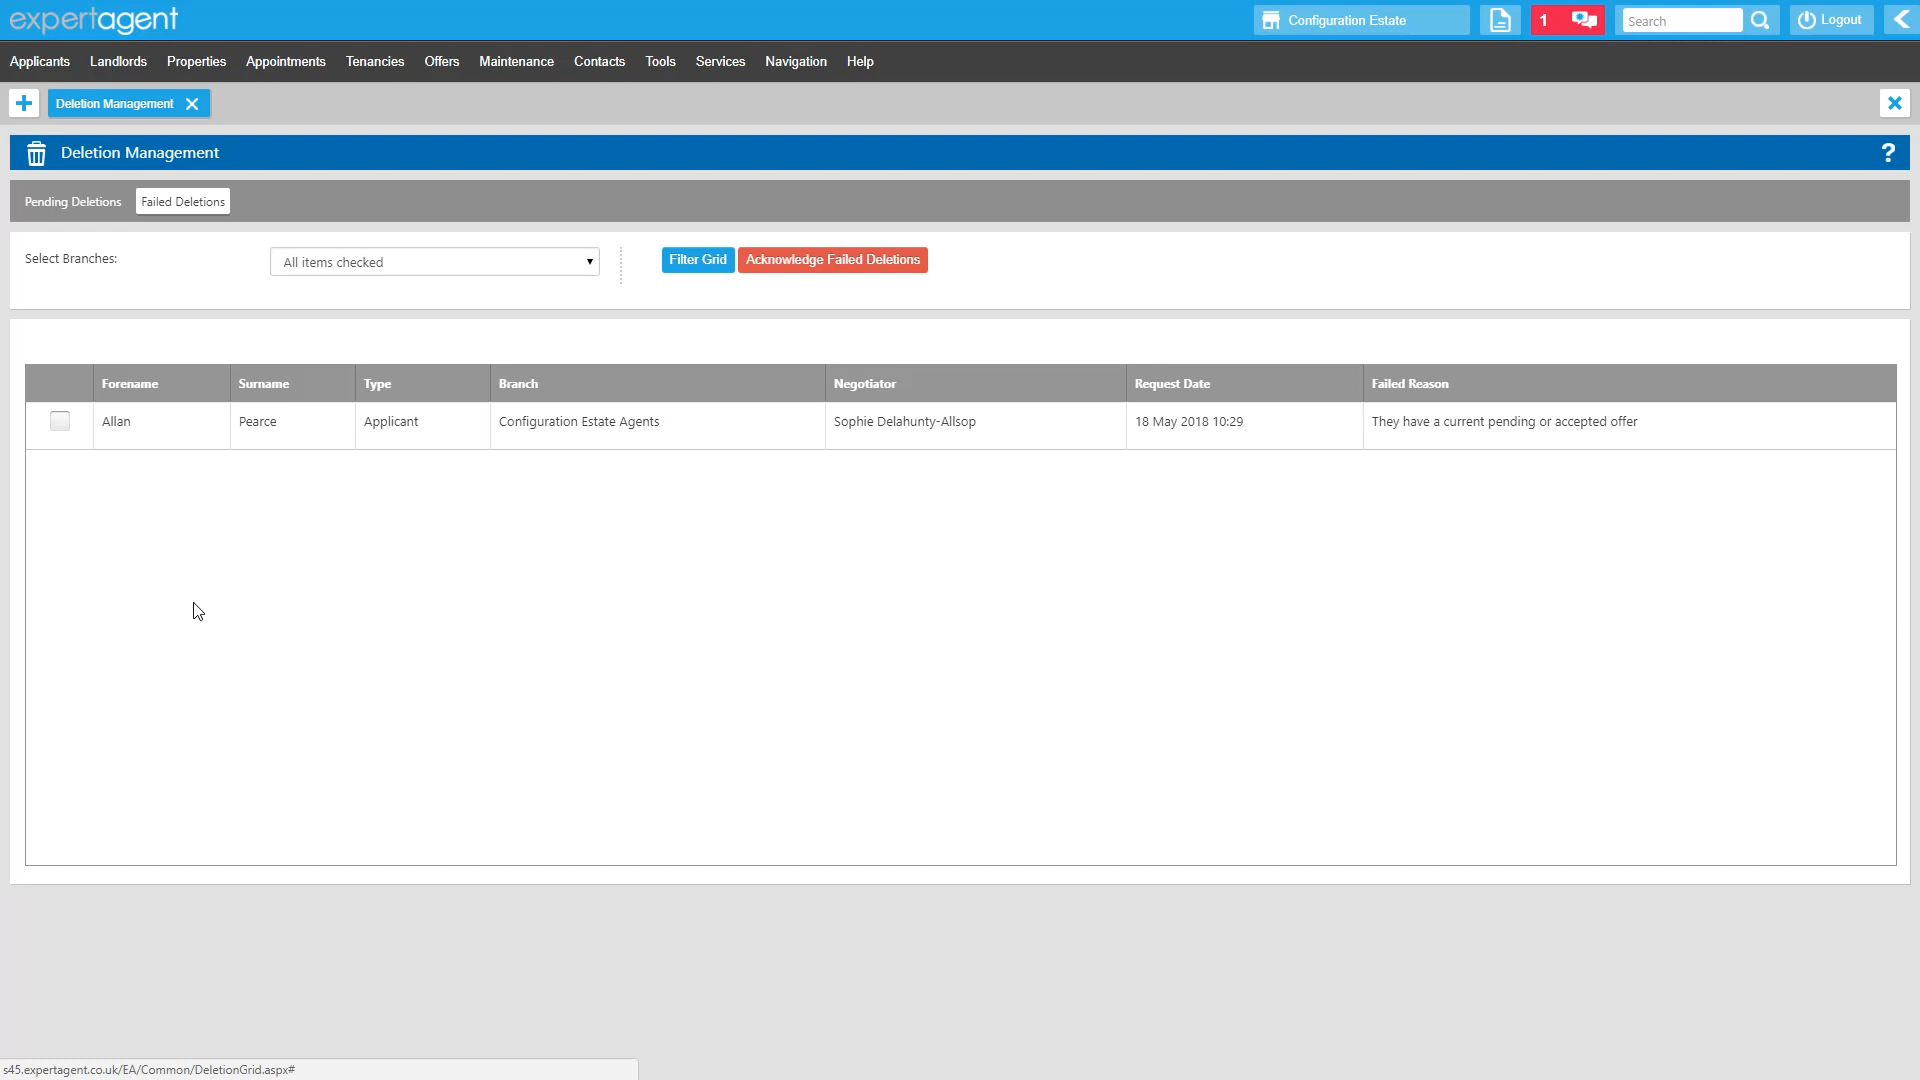 expertagent
Configuration Estate
1
Search
Logout
Applicants Landlords Properties Appointments Tenancies Offers Maintenance Contacts Tools Services Navigation Help
Deletion Management
Deletion Management
?
Pending Deletions Failed Deletions
Select Branches: All items checked Filter Grid Acknowledge Failed Deletions
Forename Surname Type Branch Negotiator Request Date Failed Reason
Allan Pearce Applicant Configuration Estate Agents Sophie Delahunty-Allsop 18 May 2018 10:29 They have a current pending or accepted offer
s45.expertagent.co.uk/EA/Common/DeletionGrid.aspx#